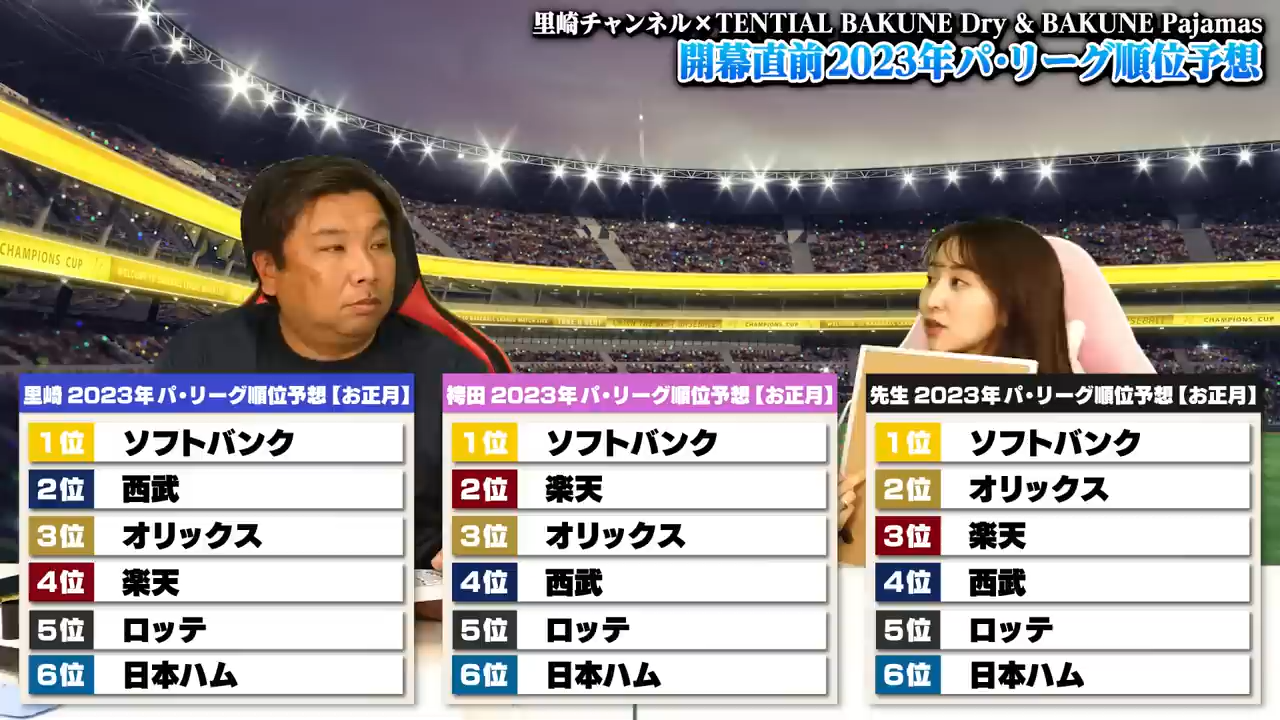 里崎チャンネル×TENTIAL BAKUNE Dry & BAKUNE Pajamas
開幕直前2023年パ・リーグ順位予想
CHAMPIONS CUP
CHAMPIONS CUP
CHAMPIONS CUP
里崎 2023年パ・リーグ順位予想【お正月】
1位 ソフトバンク
2位 西武
3位 オリックス
4位 楽天
5位 ロッテ
6位 日本ハム
袴田 2023年パ・リーグ順位予想【お正月】
1位 ソフトバンク
2位 楽天
3位 オリックス
4位 西武
5位 ロッテ
6位 日本ハム
先生 2023年パ・リーグ順位予想【お正月】
1位 ソフトバンク
2位 オリックス
3位 楽天
4位 西武
5位 ロッテ
6位 日本ハム